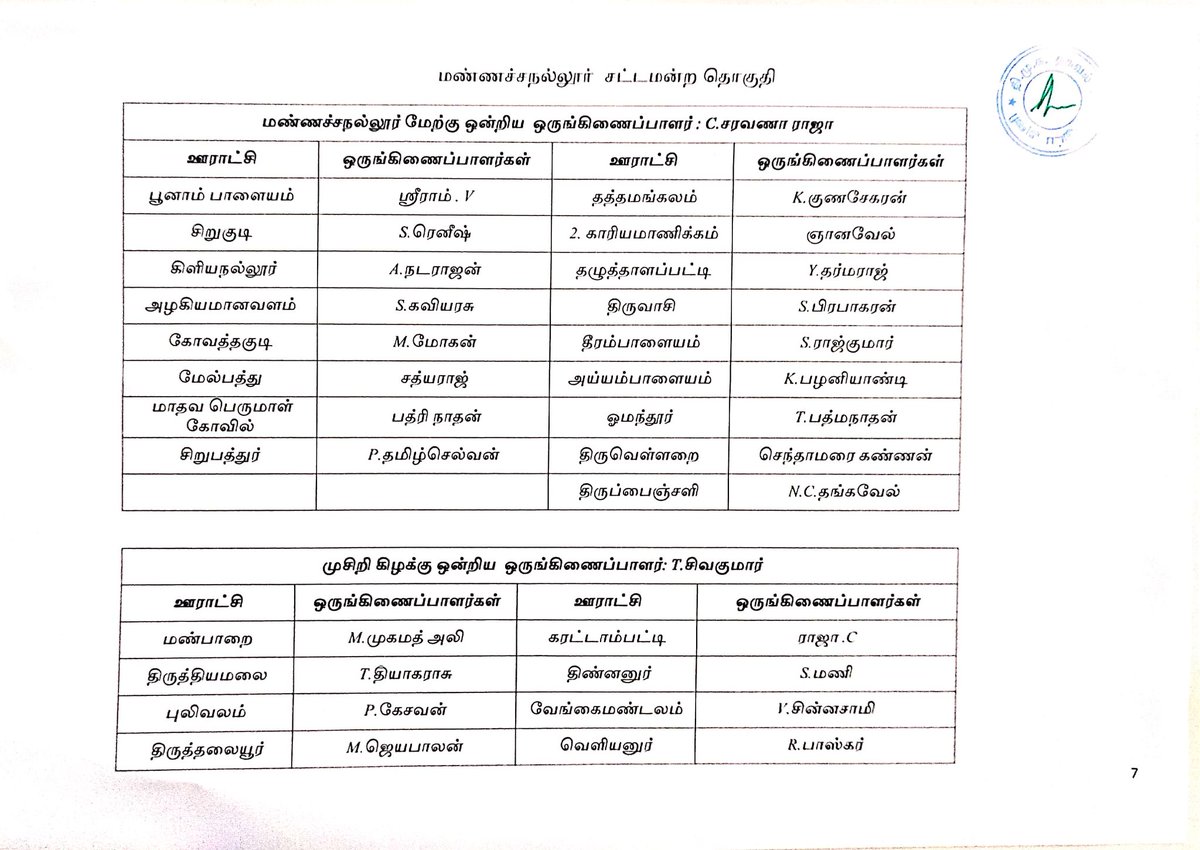 மண்ணச்சநல்லூர் சட்டமன்ற தொகுதி
மண்ணச்சநல்லூர் மேற்கு ஒன்றிய ஒருங்கிணைப்பாளர் : C.சரவணா ராஜா
ஊராட்சி ஒருங்கிணைப்பாளர்கள் ஊராட்சி ஒருங்கிணைப்பாளர்கள்
பூனாம் பாளையம் ஸ்ரீராம் . V தத்தமங்கலம் K.குணசேகரன்
சிறுகுடி S.ரெனீஷ் 2. காரியமாணிக்கம் ஞானவேல்
கிளியநல்லூர் A.நடராஜன் தழுத்தாளப்பட்டி Y.தர்மராஜ்
அழகியமானவளம் S.கவியரசு திருவாசி S.பிரபாகரன்
கோவத்தகுடி M.மோகன் தீரம்பாளையம் S.ராஜ்குமார்
மேல்பத்து சத்யராஜ் அய்யம்பாளையம் K.பழனியாண்டி
மாதவ பெருமாள்
கோவில் பத்ரி நாதன் ஓமந்தூர் T.பத்மநாதன்
சிறுபத்துர் P.தமிழ்செல்வன் திருவெள்ளறை செந்தாமரை கண்ணன்
திருப்பைஞ்சளி N.C.தங்கவேல்
முசிறி கிழக்கு ஒன்றிய ஒருங்கிணைப்பாளர்: T.சிவகுமார்
ஊராட்சி ஒருங்கிணைப்பாளர்கள் ஊராட்சி ஒருங்கிணைப்பாளர்கள்
மண்பாறை M.முகமத் அலி கரட்டாம்பட்டி ராஜா .C
திருத்தியமலை T.தியாகராசு திண்னனுர் S.மணி
புலிவலம் P.கேசவன் வேங்கைமண்டலம் V.சின்னசாமி
திருத்தலையூர் M.ஜெயபாலன் வெளியனுர் R.பாஸ்கர்
7